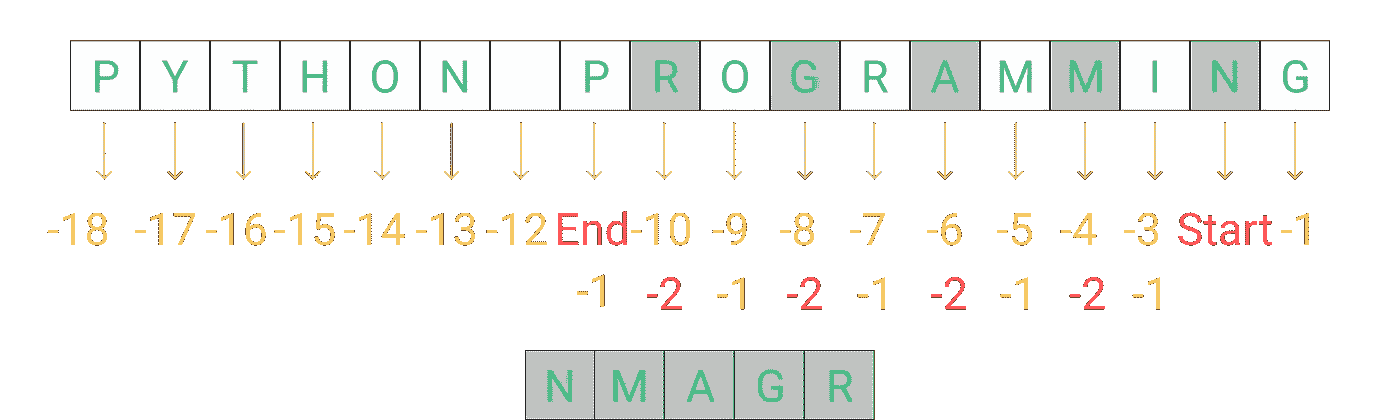 P Y T H O N P R O G R A M M I N G
-18 -17 -16 -15 -14 -13 -12 End -10 -9 -8 -7 -6 -5 -4 -3 Start -1
-1 -2 -1 -2 -1 -2 -1 -2 -1
N M A G R